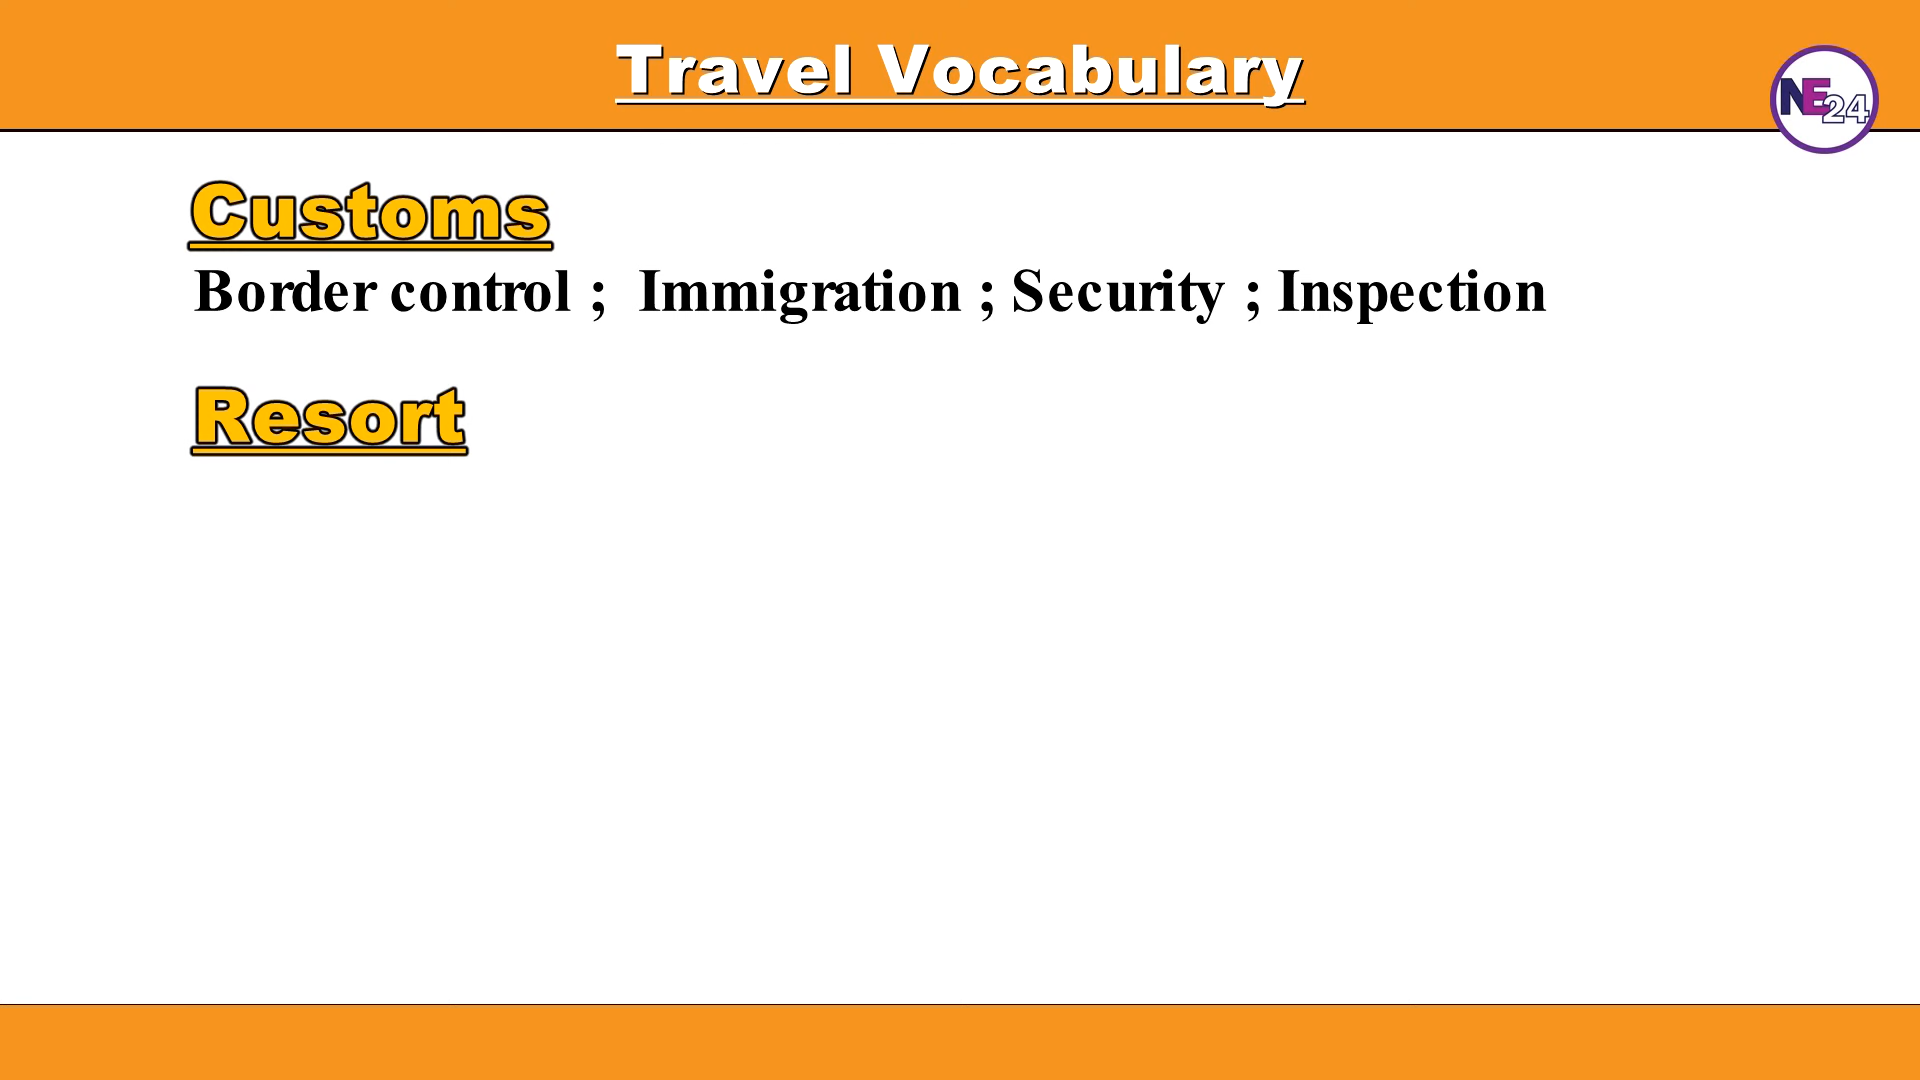 Travel Vocabulary
NE24
Customs
Border control ;  Immigration ; Security ; Inspection
Resort